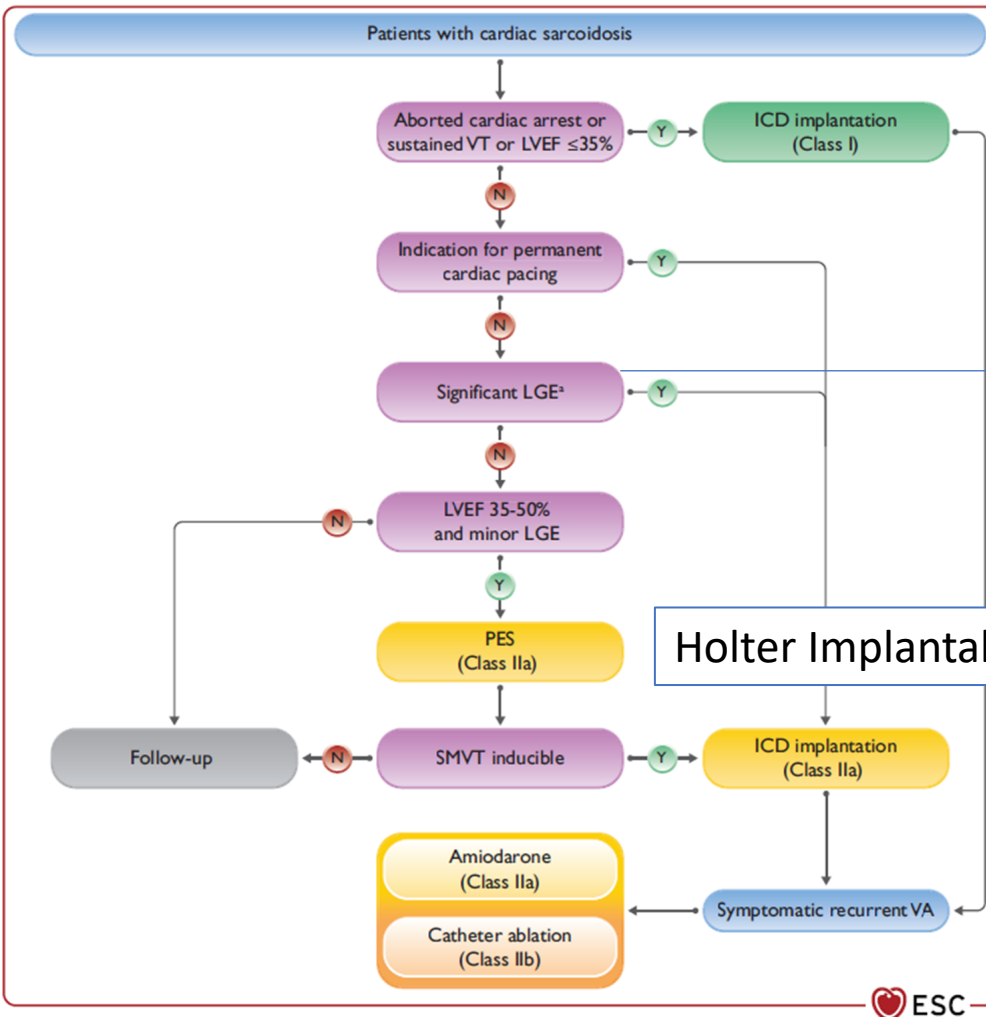 Patients with cardiac sarcoidosis
Aborted cardiac arrest or
sustained VT or LVEF ≤35%
Y
ICD implantation
(Class I)
N
Indication for permanent
cardiac pacing
Y
N
Significant LGEᵃ
Y
N
LVEF 35-50%
and minor LGE
N
Y
PES
(Class IIa)
Holter Implantal
Follow-up
N
SMVT inducible
Y
ICD implantation
(Class IIa)
Amiodarone
(Class IIa)
Catheter ablation
(Class IIb)
Symptomatic recurrent VA
ESC